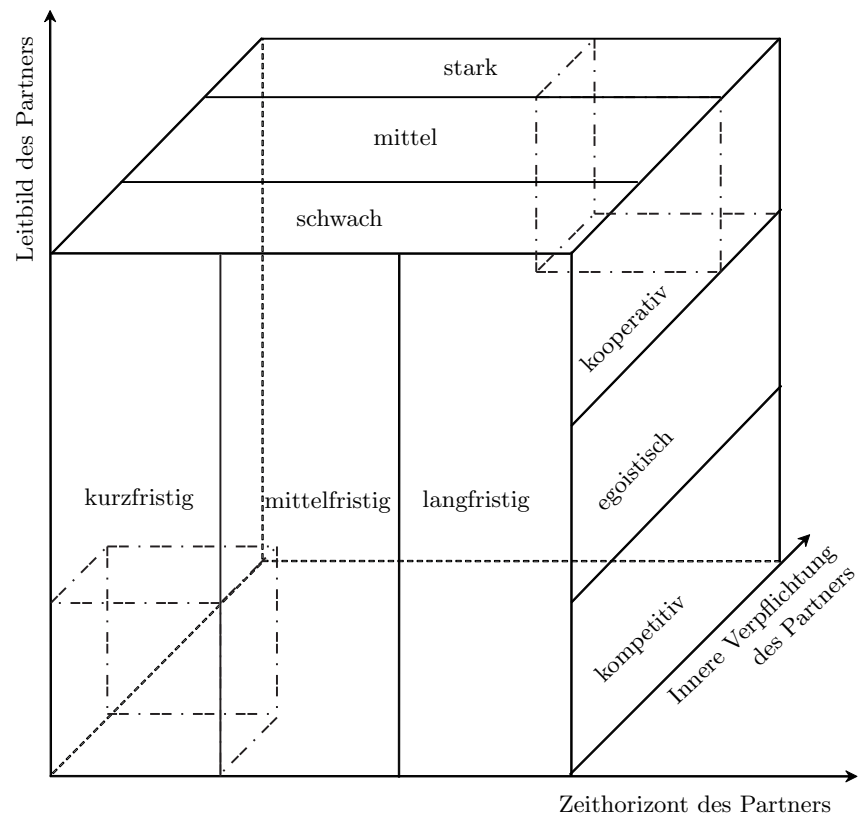 Leitbild des Partners
stark
mittel
schwach
kooperativ
egoistisch
kurzfristig
mittelfristig
langfristig
kompetitiv
Innere Verpflichtung
des Partners
Zeithorizont des Partners